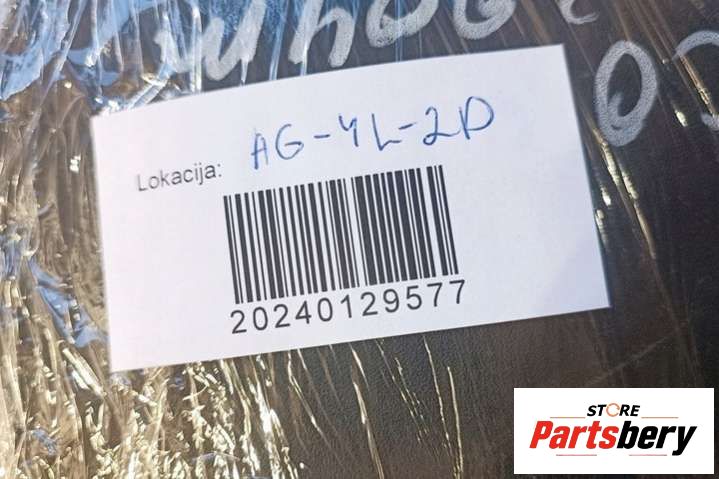 Lokacija: AG-4L-2D
20240129577
STORE
Partsbery